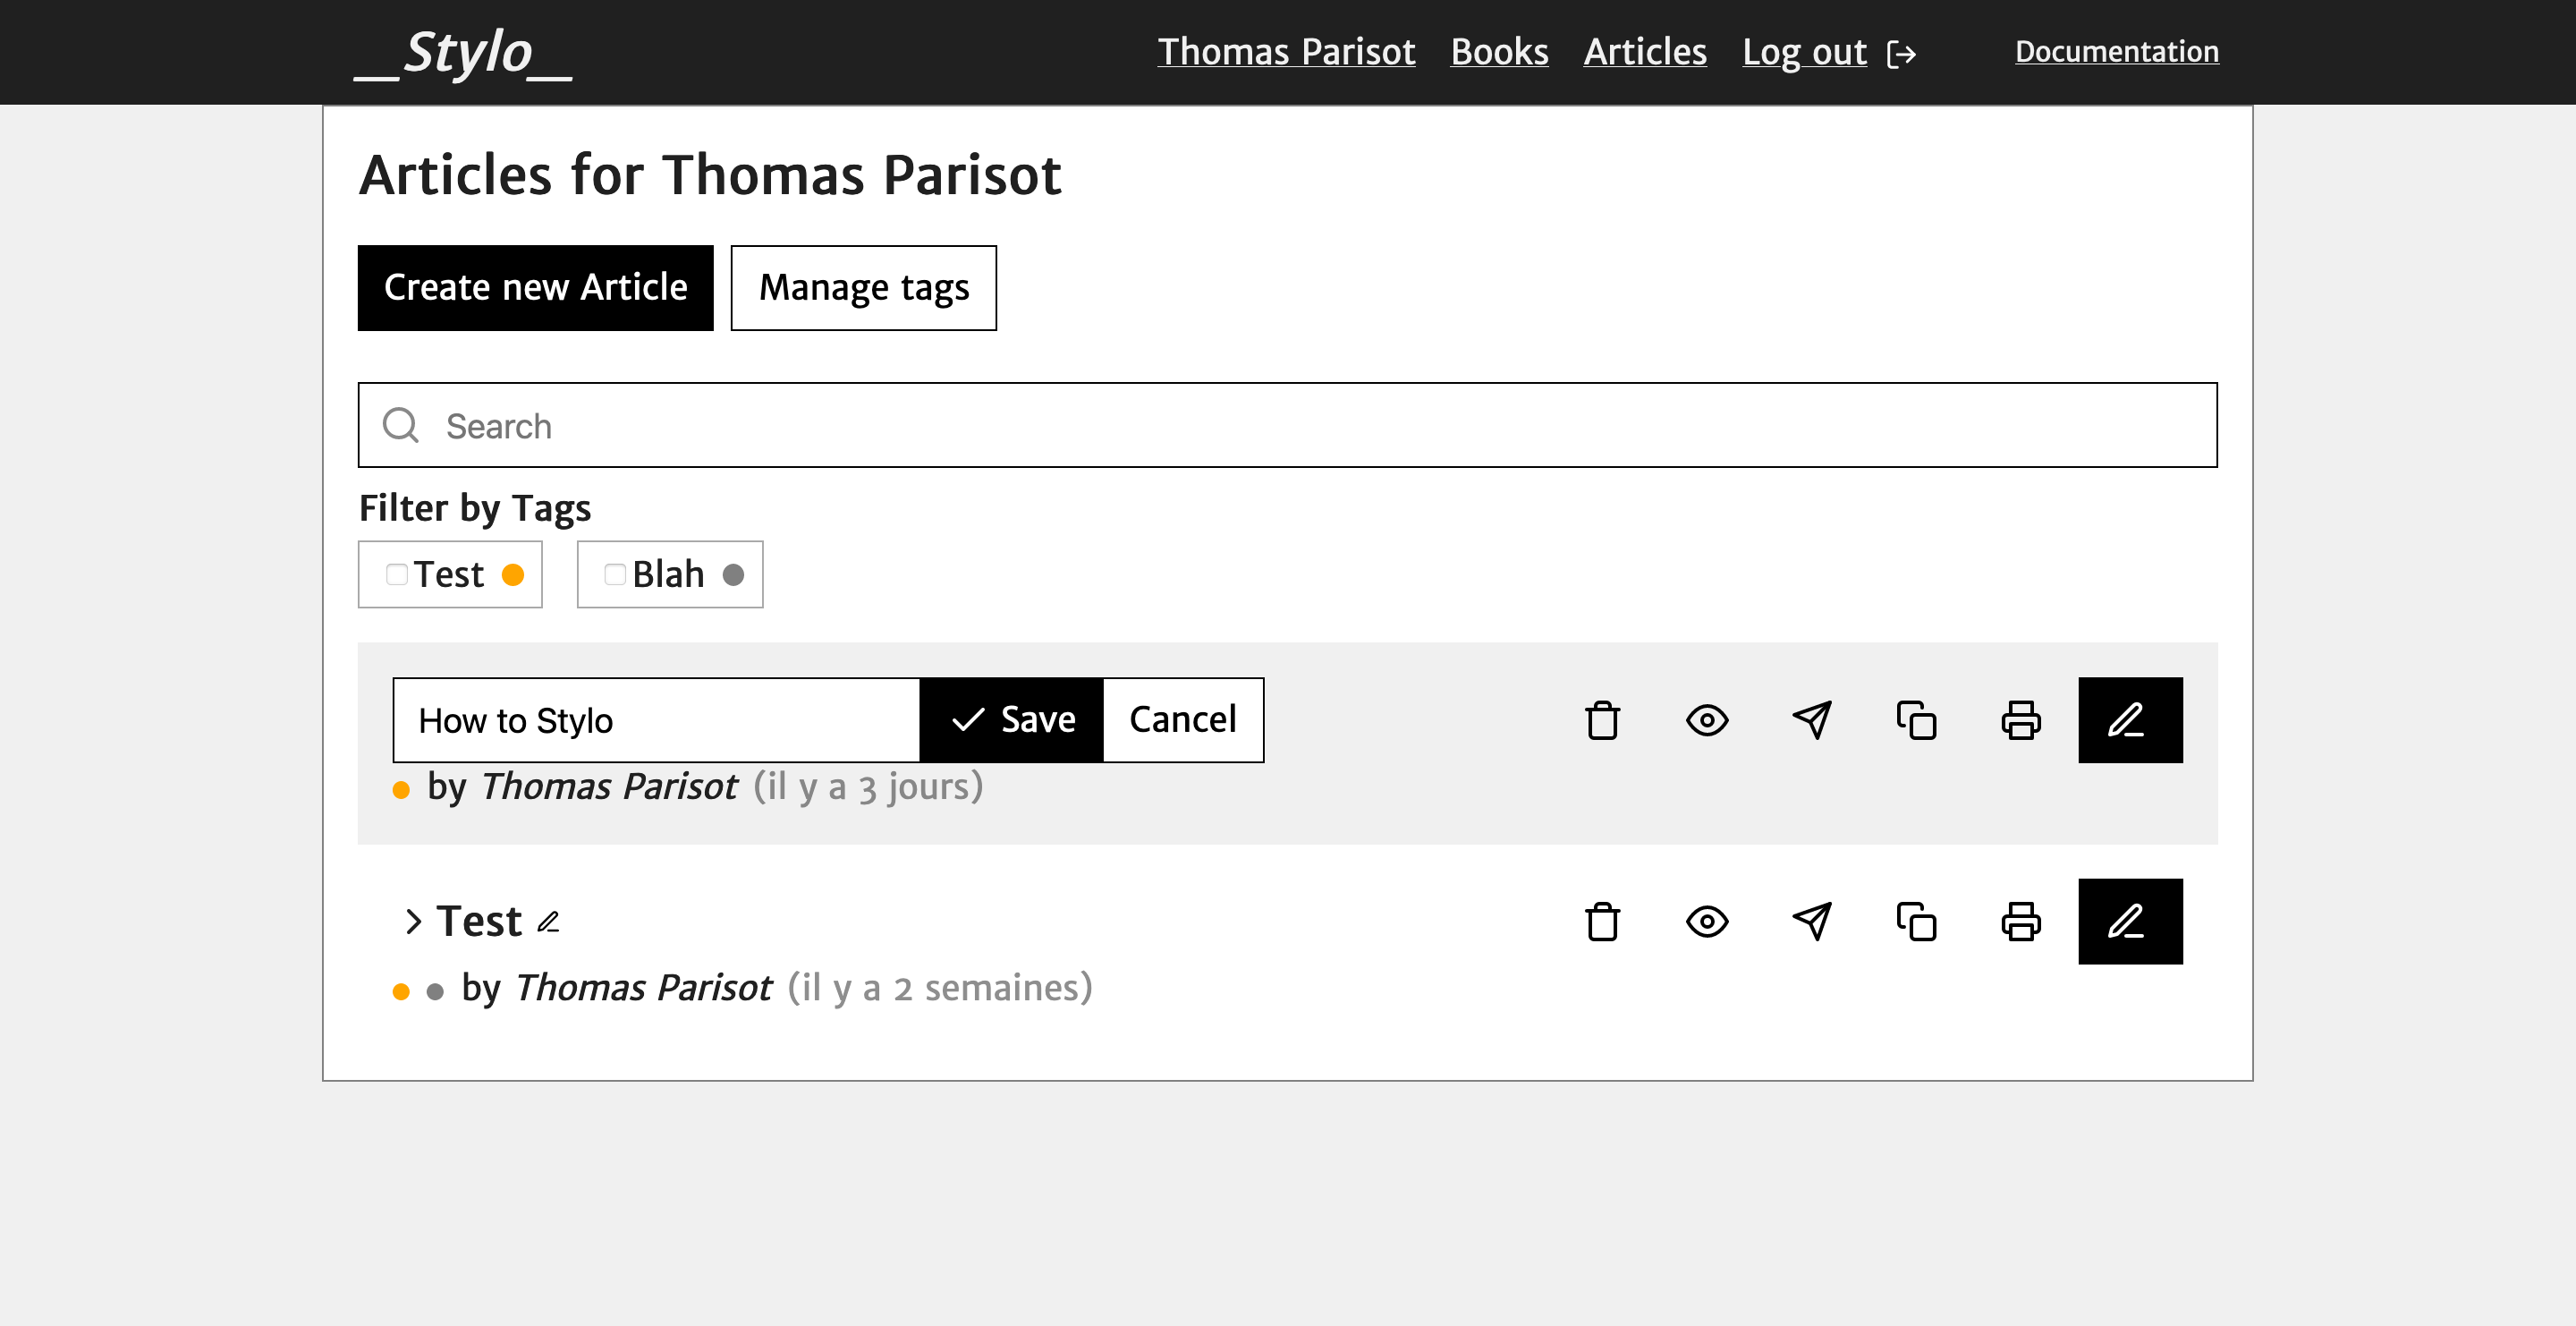 __Stylo__
Thomas Parisot Books Articles Log out Documentation
Articles for Thomas Parisot
Create new Article Manage tags
Search
Filter by Tags
Test Blah
How to Stylo Save Cancel
by Thomas Parisot (il y a 3 jours)
Test
by Thomas Parisot (il y a 2 semaines)